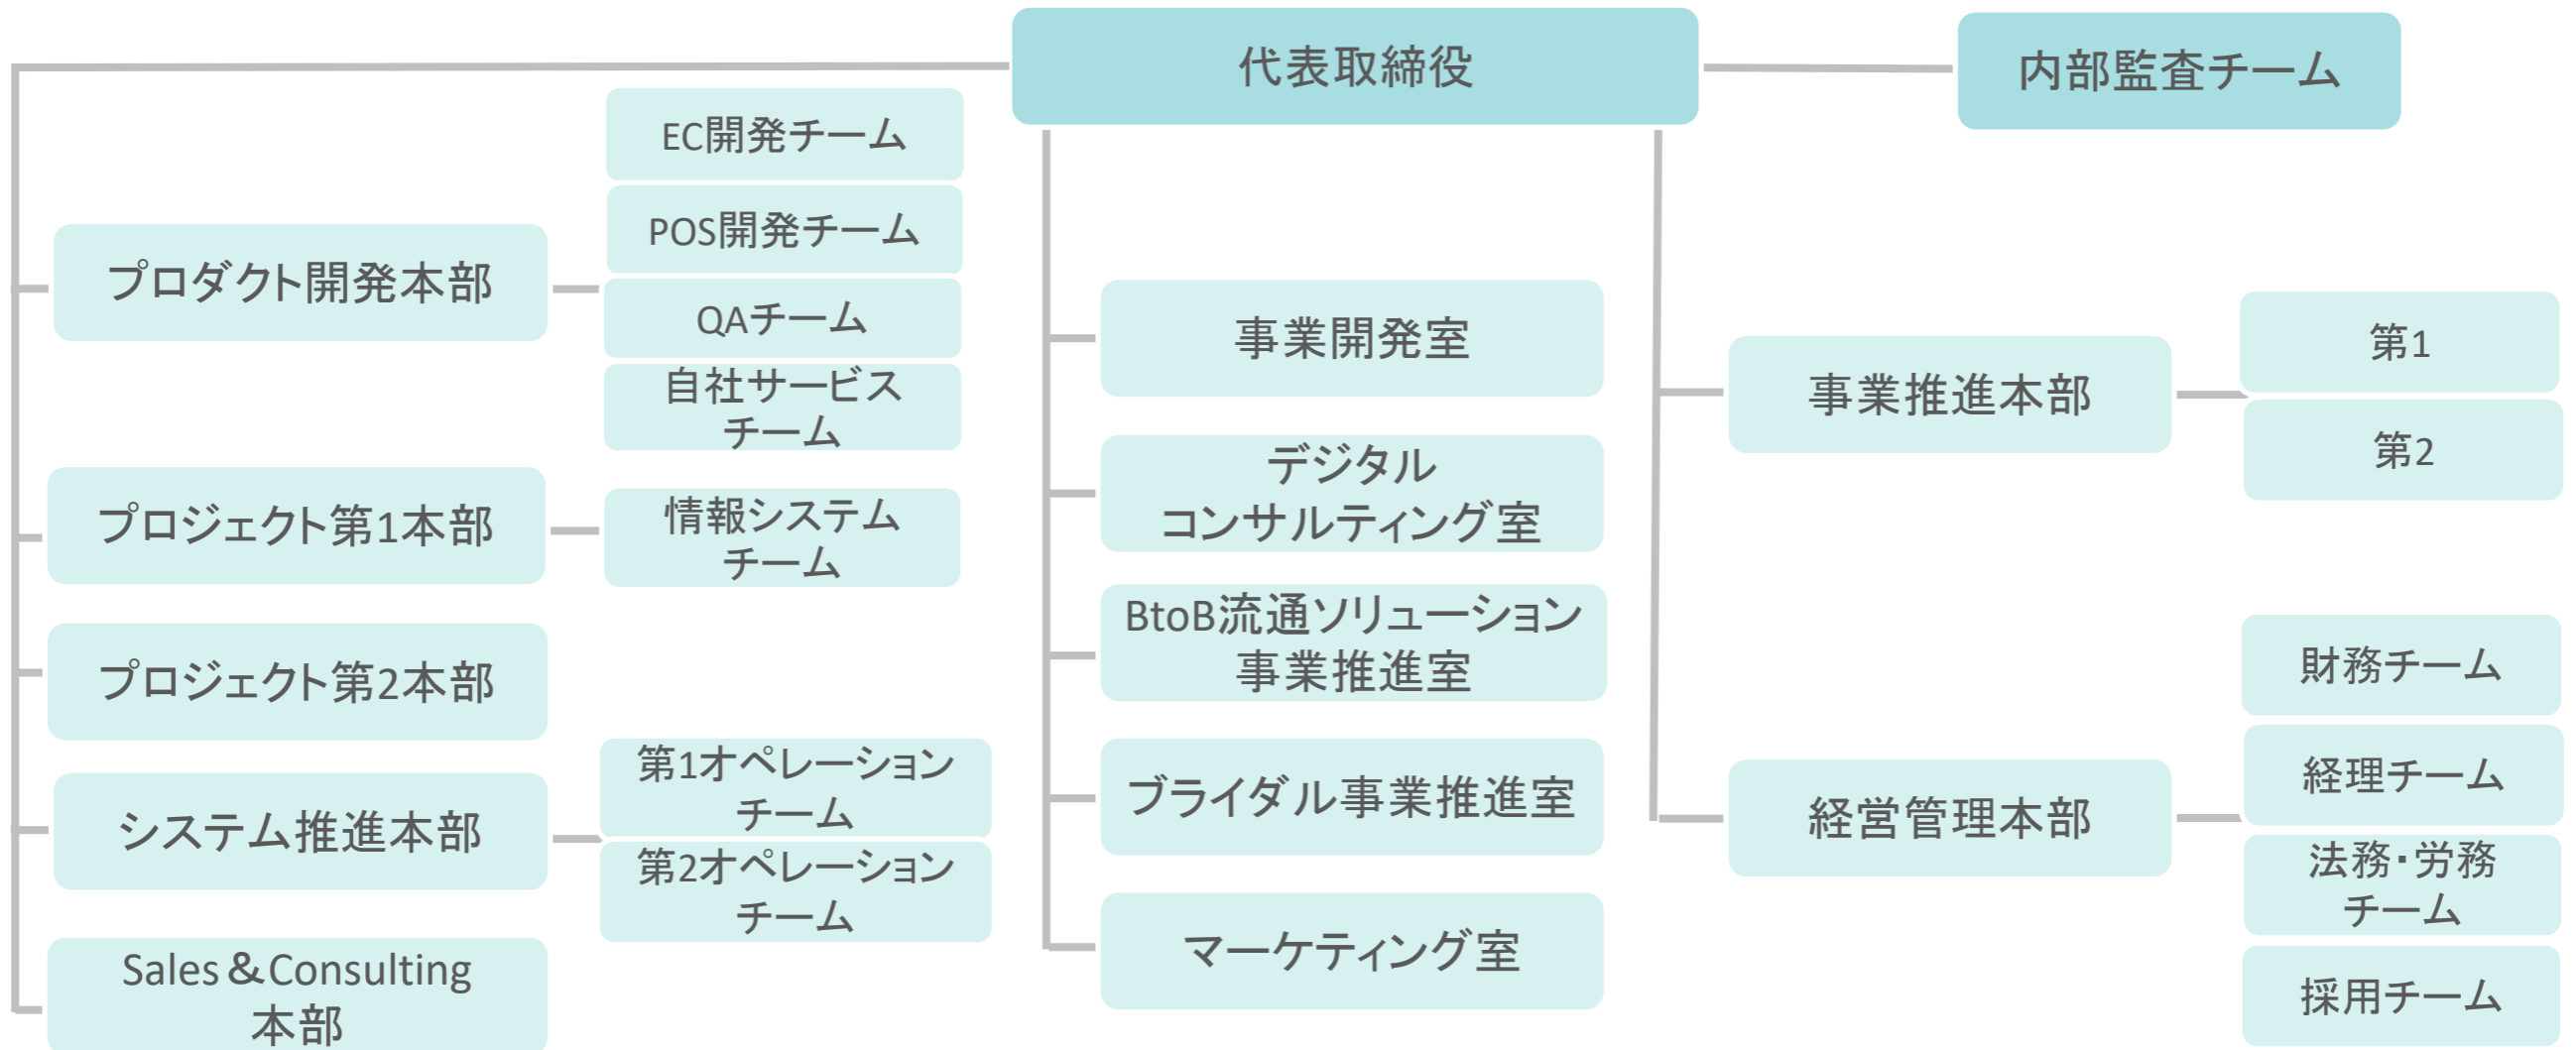 代表取締役
内部監査チーム
プロダクト開発本部
EC開発チーム
POS開発チーム
QAチーム
自社サービス
チーム
プロジェクト第1本部
情報システム
チーム
プロジェクト第2本部
システム推進本部
第1オペレーション
チーム
第2オペレーション
チーム
Sales＆Consulting
本部
事業開発室
デジタル
コンサルティング室
BtoB流通ソリューション
事業推進室
ブライダル事業推進室
マーケティング室
事業推進本部
第1
第2
経営管理本部
財務チーム
経理チーム
法務・労務
チーム
採用チーム